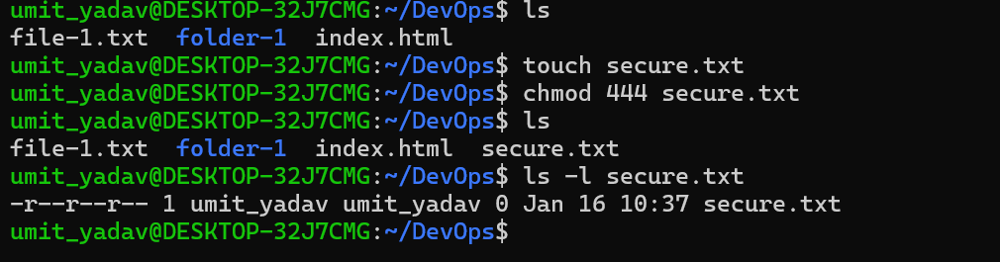 umit_yadav@DESKTOP-32J7CMG:~/DevOps$ ls
file-1.txt  folder-1  index.html
umit_yadav@DESKTOP-32J7CMG:~/DevOps$ touch secure.txt
umit_yadav@DESKTOP-32J7CMG:~/DevOps$ chmod 444 secure.txt
umit_yadav@DESKTOP-32J7CMG:~/DevOps$ ls
file-1.txt  folder-1  index.html  secure.txt
umit_yadav@DESKTOP-32J7CMG:~/DevOps$ ls -l secure.txt
-r--r--r-- 1 umit_yadav umit_yadav 0 Jan 16 10:37 secure.txt
umit_yadav@DESKTOP-32J7CMG:~/DevOps$